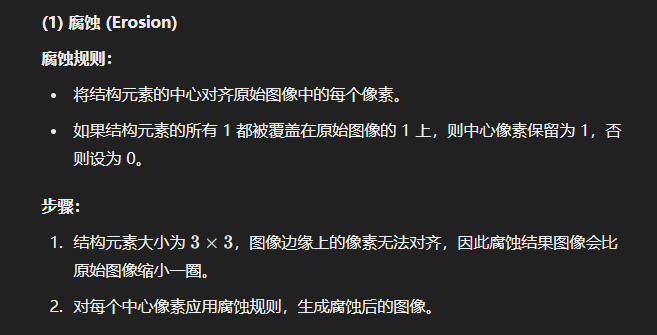 (1) 腐蚀 (Erosion)
腐蚀规则：
• 将结构元素的中心对齐原始图像中的每个像素。
• 如果结构元素的所有 1 都被覆盖在原始图像的 1 上，则中心像素保留为 1，否
则设为 0。
步骤：
1. 结构元素大小为 3 × 3，图像边缘上的像素无法对齐，因此腐蚀结果图像会比
原始图像缩小一圈。
2. 对每个中心像素应用腐蚀规则，生成腐蚀后的图像。